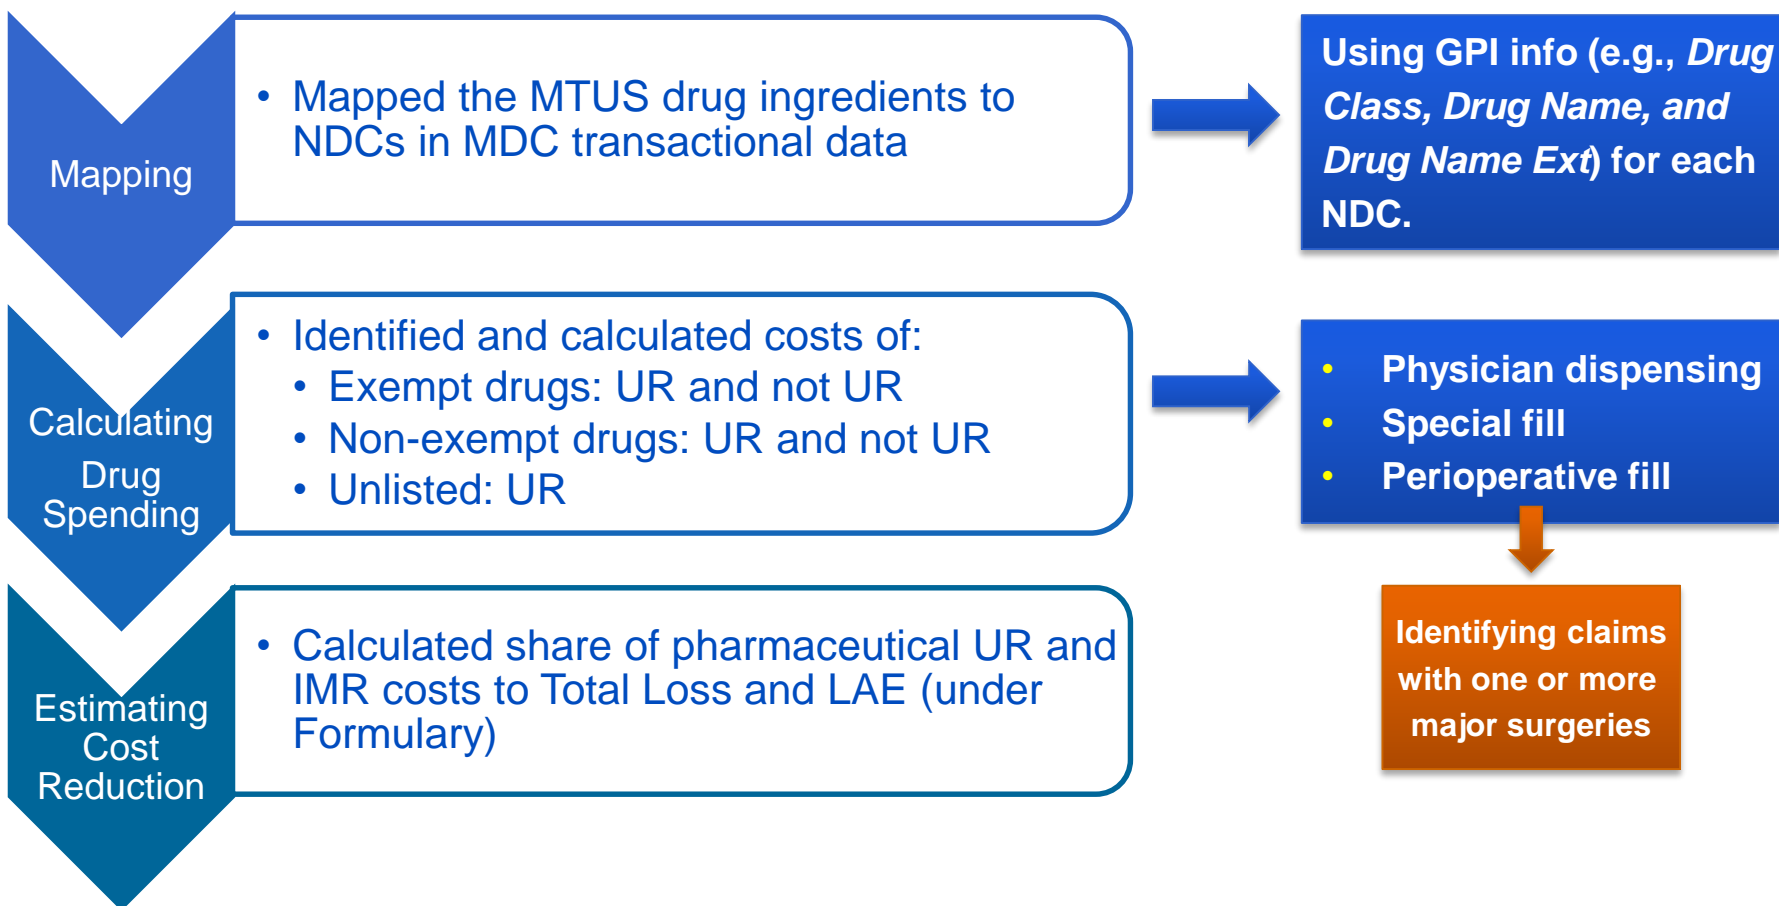 Mapping
• Mapped the MTUS drug ingredients to
NDCs in MDC transactional data
Using GPI info (e.g., Drug
Class, Drug Name, and
Drug Name Ext) for each
NDC.
Calculating
Drug
Spending
• Identified and calculated costs of:
• Exempt drugs: UR and not UR
• Non-exempt drugs: UR and not UR
• Unlisted: UR
• Physician dispensing
• Special fill
• Perioperative fill
Identifying claims
with one or more
major surgeries
Estimating
Cost
Reduction
• Calculated share of pharmaceutical UR and
IMR costs to Total Loss and LAE (under
Formulary)